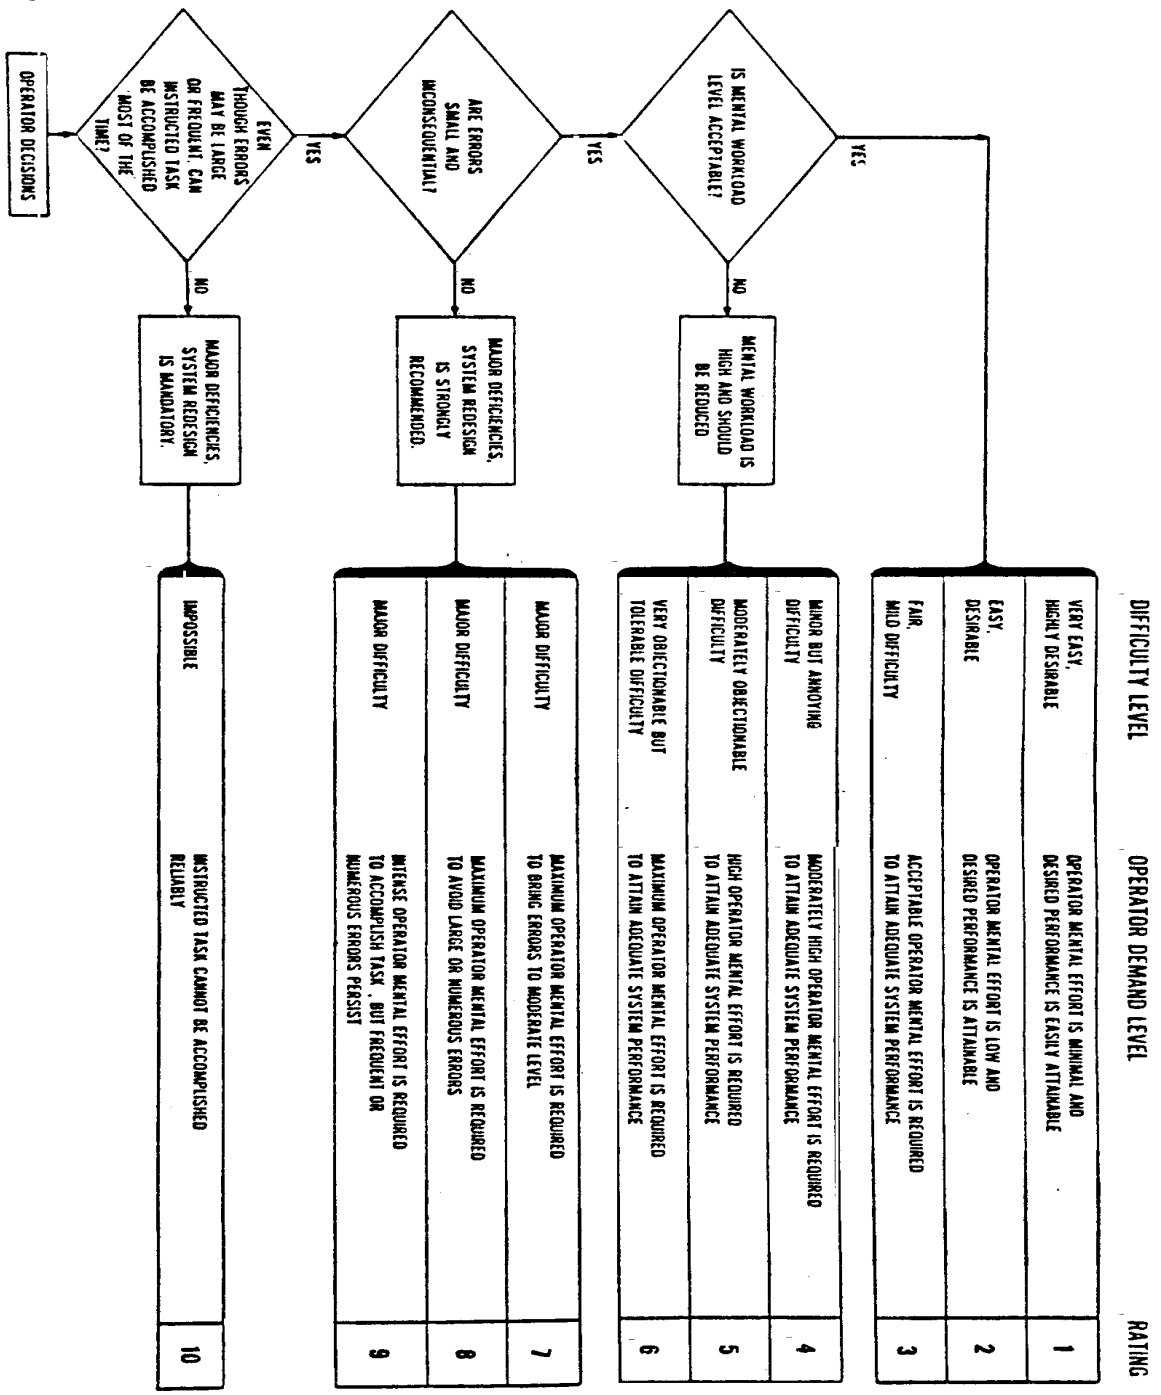 DIFFICULTY LEVEL
OPERATOR DEMAND LEVEL
RATING
VERY EASY,
HIGHLY DESIRABLE
OPERATOR MENTAL EFFORT IS MINIMAL AND
DESIRED PERFORMANCE IS EASILY ATTAINABLE
1
EASY,
DESIRABLE
OPERATOR MENTAL EFFORT IS LOW AND
DESIRED PERFORMANCE IS ATTAINABLE
2
FAIR,
MILD DIFFICULTY
ACCEPTABLE OPERATOR MENTAL EFFORT IS REQUIRED
TO ATTAIN ADEQUATE SYSTEM PERFORMANCE
3
YES
IS MENTAL WORKLOAD
LEVEL ACCEPTABLE?
NO
MENTAL WORKLOAD IS
HIGH AND SHOULD
BE REDUCED
MINOR BUT ANNOYING
DIFFICULTY
MODERATELY HIGH OPERATOR MENTAL EFFORT IS REQUIRED
TO ATTAIN ADEQUATE SYSTEM PERFORMANCE
4
MODERATELY OBJECTIONABLE
DIFFICULTY
HIGH OPERATOR MENTAL EFFORT IS REQUIRED
TO ATTAIN ADEQUATE SYSTEM PERFORMANCE
5
VERY OBJECTIONABLE BUT
TOLERABLE DIFFICULTY
MAXIMUM OPERATOR MENTAL EFFORT IS REQUIRED
TO ATTAIN ADEQUATE SYSTEM PERFORMANCE
6
YES
ARE ERRORS
SMALL AND
INCONSEQUENTIAL?
NO
MAJOR DEFICIENCIES,
SYSTEM REDESIGN
IS STRONGLY
RECOMMENDED.
MAJOR DIFFICULTY
MAXIMUM OPERATOR MENTAL EFFORT IS REQUIRED
TO BRING ERRORS TO MODERATE LEVEL
7
MAJOR DIFFICULTY
MAXIMUM OPERATOR MENTAL EFFORT IS REQUIRED
TO AVOID LARGE OR NUMEROUS ERRORS
8
MAJOR DIFFICULTY
INTENSE OPERATOR MENTAL EFFORT IS REQUIRED
TO ACCOMPLISH TASK, BUT FREQUENT OR
NUMEROUS ERRORS PERSIST
9
YES
EVEN
THOUGH ERRORS
MAY BE LARGE
OR FREQUENT, CAN
INSTRUCTED TASK
BE ACCOMPLISHED
MOST OF THE
TIME?
NO
MAJOR DEFICIENCIES,
SYSTEM REDESIGN
IS MANDATORY.
IMPOSSIBLE
INSTRUCTED TASK CANNOT BE ACCOMPLISHED
RELIABLY
10
OPERATOR DECISIONS